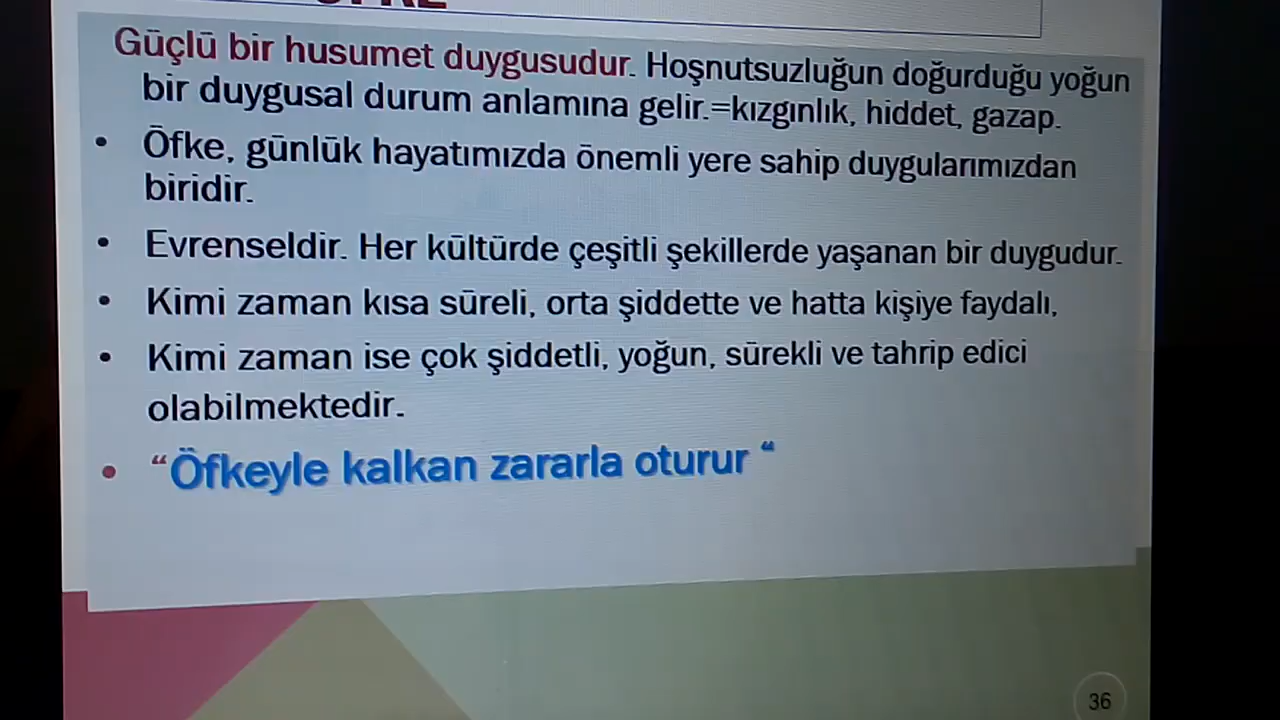 Güçlü bir husumet duygusudur. Hoşnutsuzluğun doğurduğu yoğun
bir duygusal durum anlamına gelir.=kızgınlık, hiddet, gazap.
• Öfke, günlük hayatımızda önemli yere sahip duygularımızdan
biridir.
• Evrenseldir. Her kültürde çeşitli şekillerde yaşanan bir duygudur.
• Kimi zaman kısa süreli, orta şiddette ve hatta kişiye faydalı,
• Kimi zaman ise çok şiddetli, yoğun, sürekli ve tahrip edici
olabilmektedir.
• “Öfkeyle kalkan zararla oturur “
36